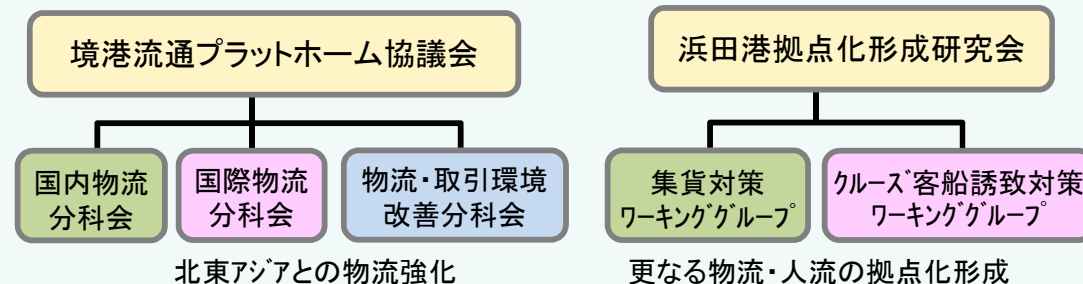 境港流通プラットホーム協議会
国内物流
分科会
国際物流
分科会
物流・取引環境
改善分科会
北東アジアとの物流強化
浜田港拠点化形成研究会
集貨対策
ワーキンググループ
クルーズ客船誘致対策
ワーキンググループ
更なる物流・人流の拠点化形成